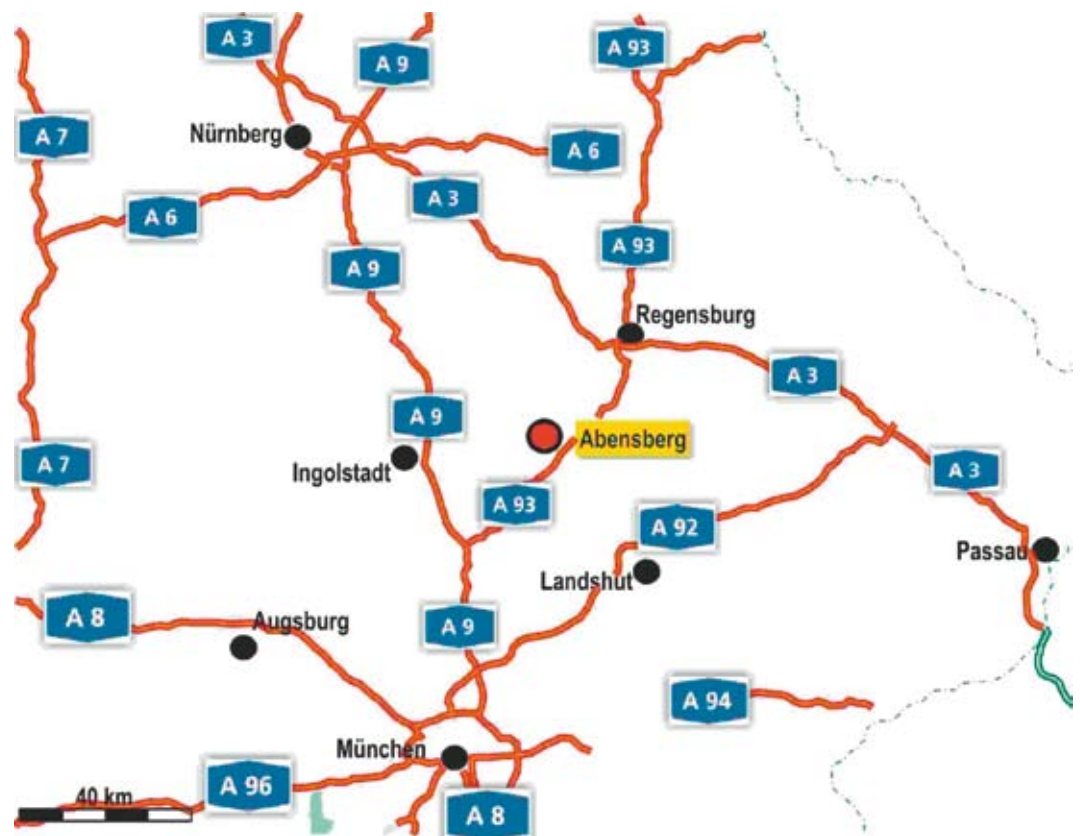 A 3
A 93
A 9
A 7
Nürnberg
A 6
A 3
A 6
A 93
A 9
Regensburg
A 3
A 9
Abensberg
A 7
Ingolstadt
A 3
A 93
A 92
Passau
Landshut
A 8
Augsburg
A 9
A 94
München
A 96
40 km
A 8